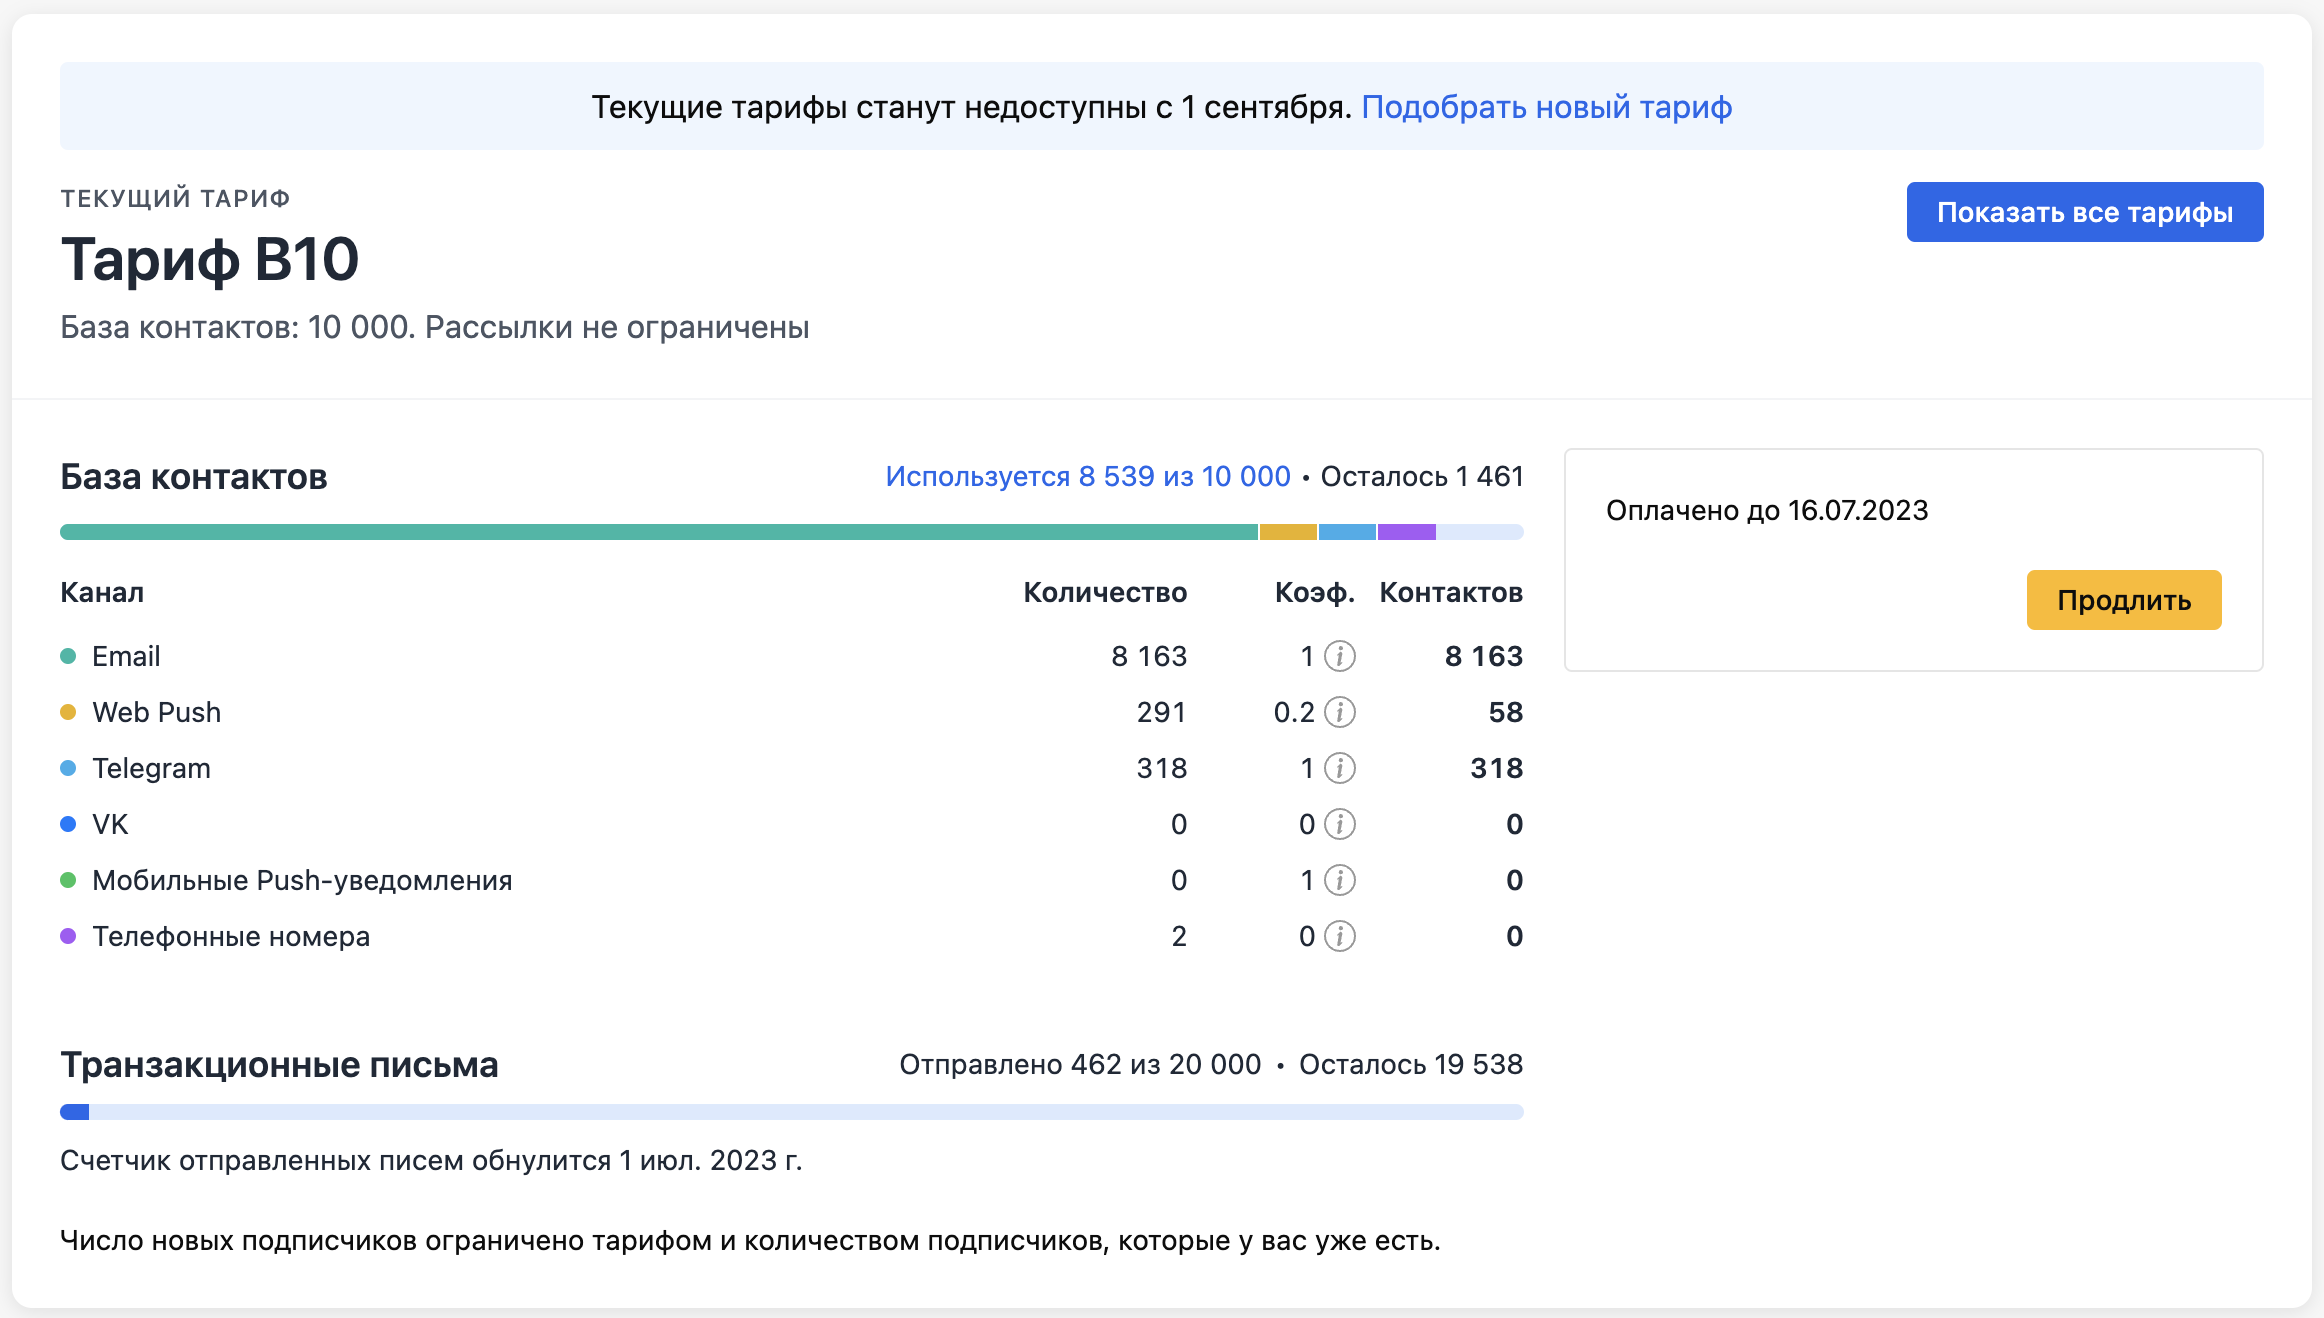 Текущие тарифы станут недоступны с 1 сентября. Подобрать новый тариф
ТЕКУЩИЙ ТАРИФ
Показать все тарифы
Тариф B10
База контактов: 10 000. Рассылки не ограничены
База контактов
Используется 8 539 из 10 000 • Осталось 1 461
Оплачено до 16.07.2023
Продлить
Канал Количество Коэф. Контактов
Email 8 163 1 8 163
Web Push 291 0.2 58
Telegram 318 1 318
VK 0 0 0
Мобильные Push-уведомления 0 1 0
Телефонные номера 2 0 0
Транзакционные письма
Отправлено 462 из 20 000 • Осталось 19 538
Счетчик отправленных писем обнулится 1 июл. 2023 г.
Число новых подписчиков ограничено тарифом и количеством подписчиков, которые у вас уже есть.